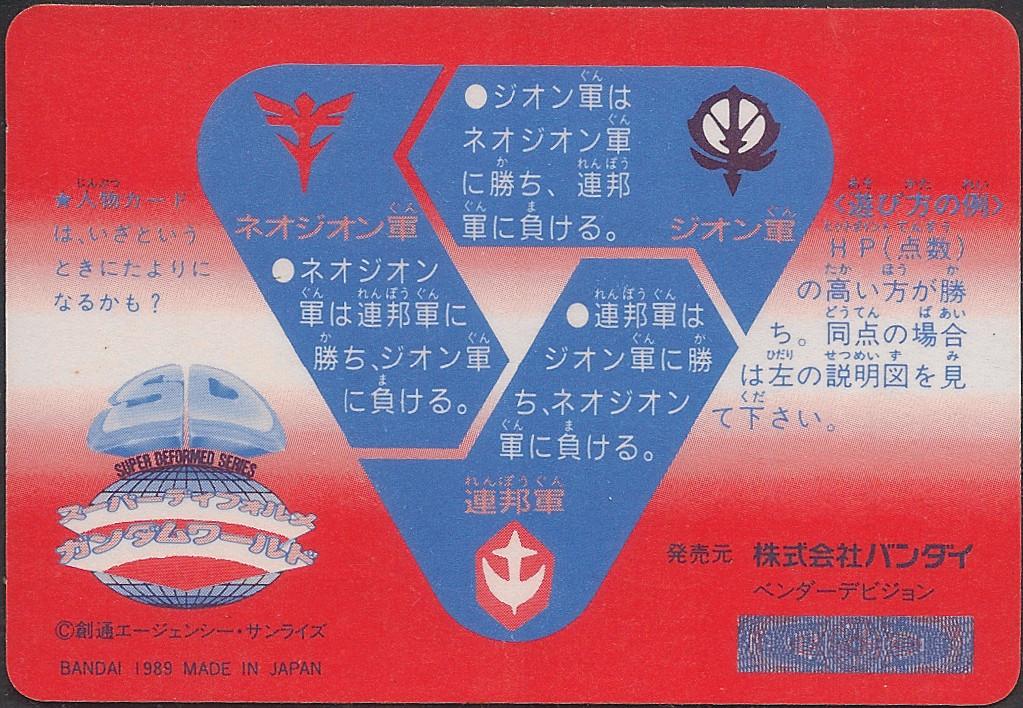 ●ジオン軍は
ネオジオン軍
に勝ち、連邦
軍に負ける。
ネオジオン軍
ジオン軍
●ネオジオン
軍は連邦軍に
勝ち、ジオン軍
に負ける。
●連邦軍は
ジオン軍に勝
ち、ネオジオン
軍に負ける。
連邦軍
★人物カード
は、いざという
ときにたよりに
なるかも?
<遊び方の例>
HP(点数)
の高い方が勝
ち。同点の場合
は左の説明図を見
て下さい。
SUPER DEFORMED SERIES
スーパーディフォルメ
ガンダムワールド
©創通エージェンシー・サンライズ
BANDAI 1989 MADE IN JAPAN
発売元 株式会社バンダイ
ベンダーデビジョン